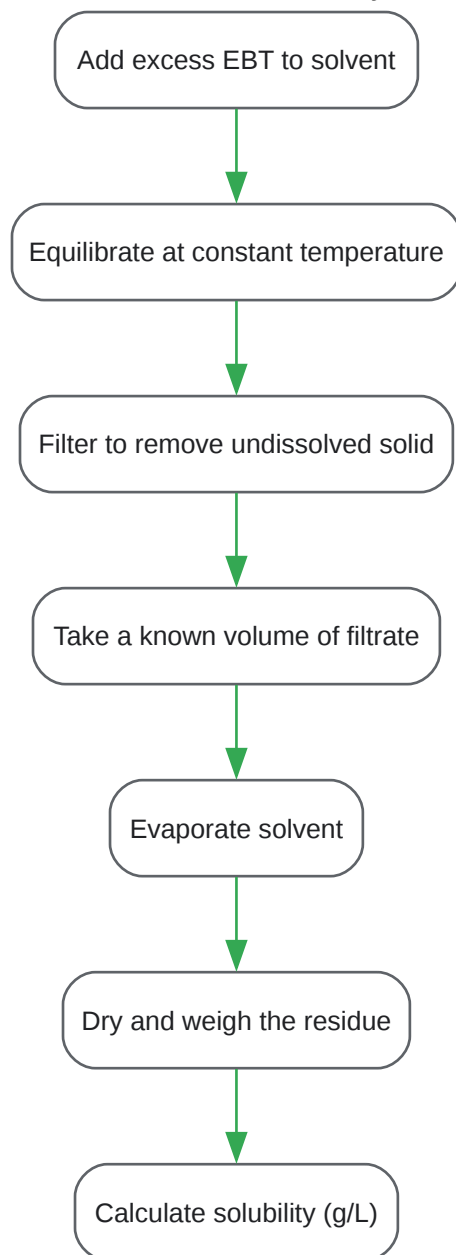 Add excess EBT to solvent
Equilibrate at constant temperature
Filter to remove undissolved solid
Take a known volume of filtrate
Evaporate solvent
Dry and weigh the residue
Calculate solubility (g/L)